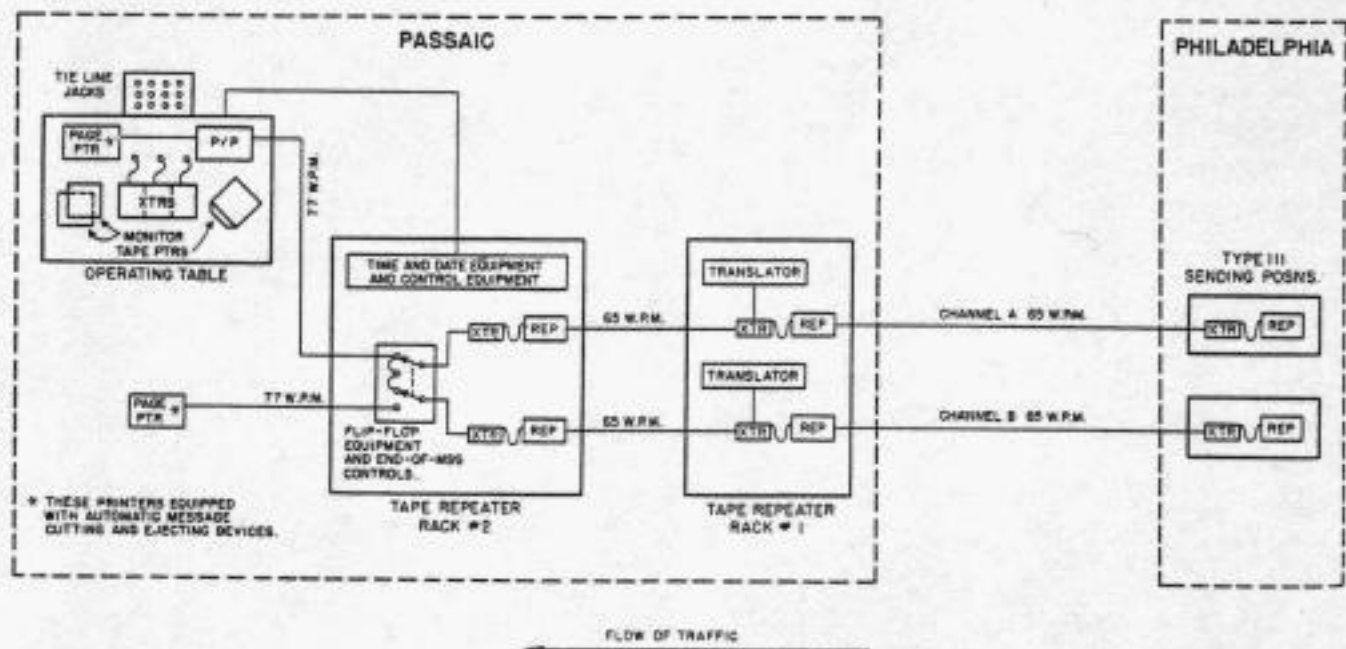 PASSAIC
PHILADELPHIA
TIE LINE
JACKS
PAGE *
PTR
P/P
XTRS
MONITOR
TAPE PTRS
OPERATING TABLE
77 W.P.M.
TIME AND DATE EQUIPMENT
AND CONTROL EQUIPMENT
XTR REP
65 W.P.M.
TRANSLATOR
XTR REP
CHANNEL A 65 W.P.M.
TYPE III
SENDING POSNS.
XTR REP
PAGE *
PTR
77 W.P.M.
FLIP-FLOP
EQUIPMENT
AND END-OF-MSG
CONTROLS.
XTR REP
65 W.P.M.
TRANSLATOR
XTR REP
CHANNEL B 65 W.P.M.
XTR REP
* THESE PRINTERS EQUIPPED
WITH AUTOMATIC MESSAGE
CUTTING AND EJECTING DEVICES.
TAPE REPEATER
RACK #2
TAPE REPEATER
RACK #1
FLOW OF TRAFFIC